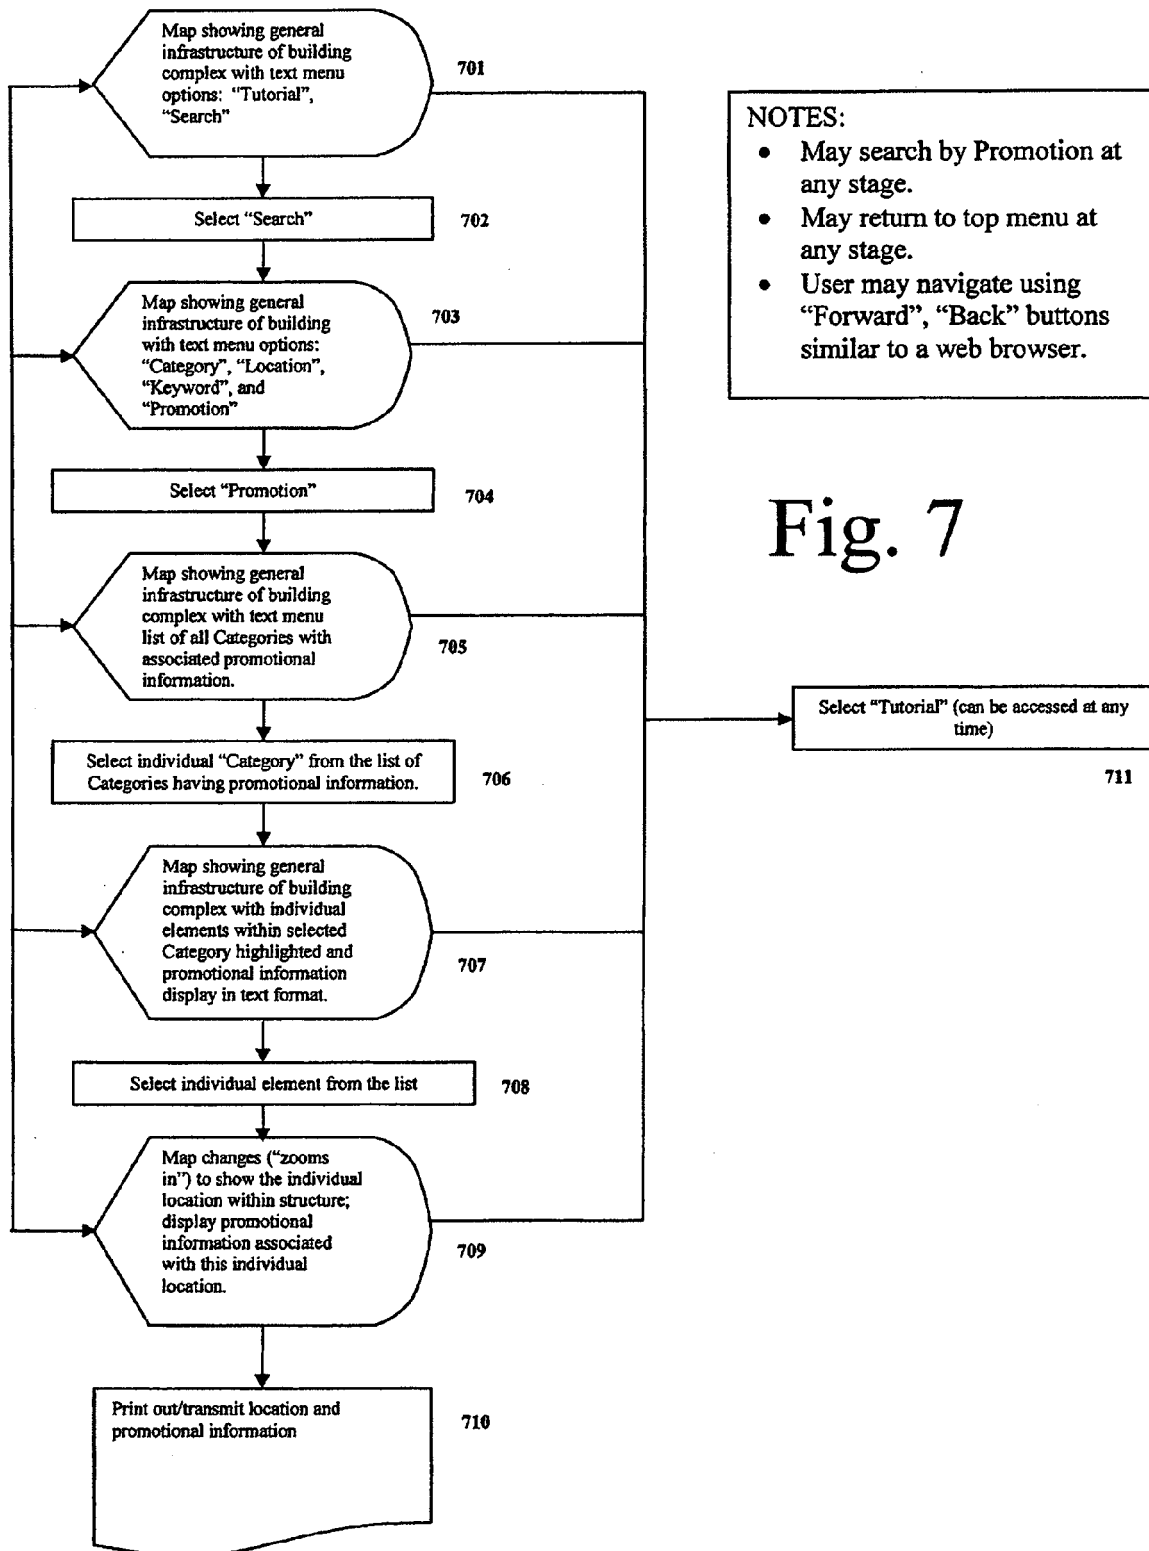 Map showing general
infrastructure of building
complex with text menu
options: “Tutorial”,
“Search”
701
Select “Search”
702
Map showing general
infrastructure of building
with text menu options:
“Category”, “Location”,
“Keyword”, and
“Promotion”
703
Select “Promotion”
704
Map showing general
infrastructure of building
complex with text menu
list of all Categories with
associated promotional
information.
705
Select individual “Category” from the list of
Categories having promotional information.
706
Map showing general
infrastructure of building
complex with individual
elements within selected
Category highlighted and
promotional information
display in text format.
707
Select individual element from the list
708
Map changes (“zooms
in”) to show the individual
location within structure;
display promotional
information associated
with this individual
location.
709
Print out/transmit location and
promotional information
710
NOTES:
• May search by Promotion at
any stage.
• May return to top menu at
any stage.
• User may navigate using
“Forward”, “Back” buttons
similar to a web browser.
Fig. 7
Select “Tutorial” (can be accessed at any
time)
711